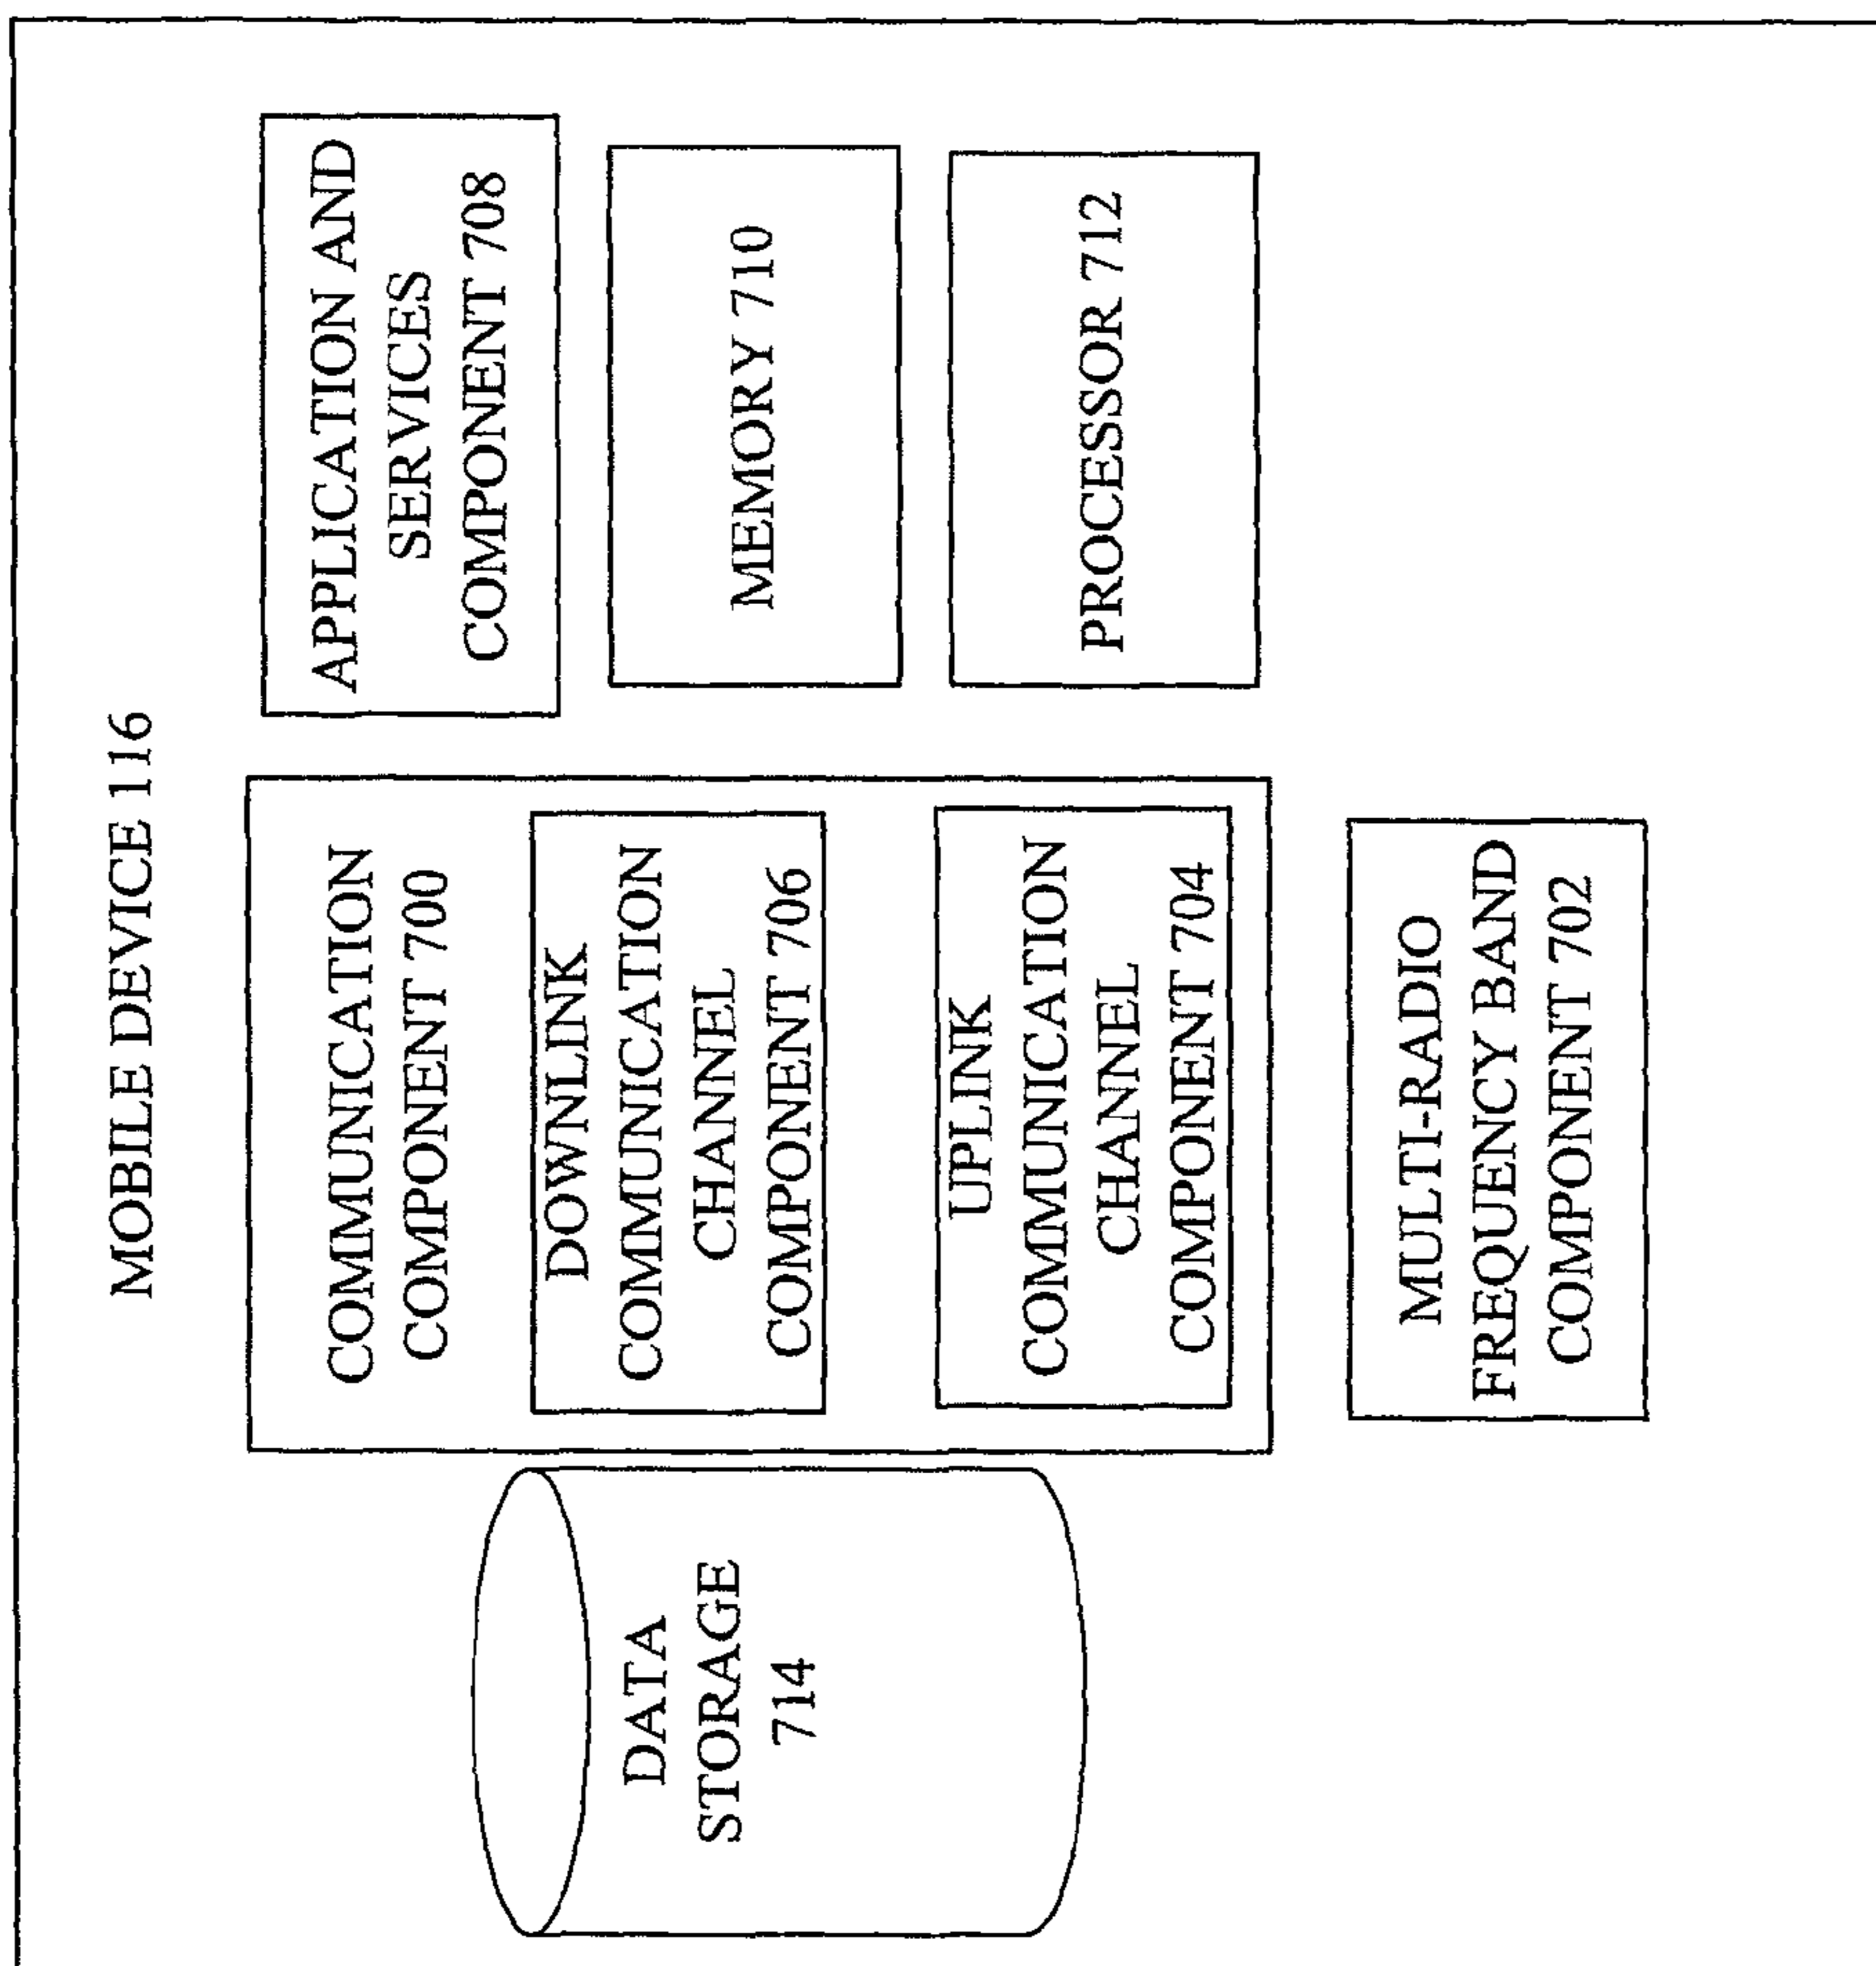 MOBILE DEVICE 116
DATA
STORAGE
714
COMMUNICATION
COMPONENT 700
DOWNLINK
COMMUNICATION
CHANNEL
COMPONENT 706
UPLINK
COMMUNICATION
CHANNEL
COMPONENT 704
MULTI-RADIO
FREQUENCY BAND
COMPONENT 702
APPLICATION AND
SERVICES
COMPONENT 708
MEMORY 710
PROCESSOR 712